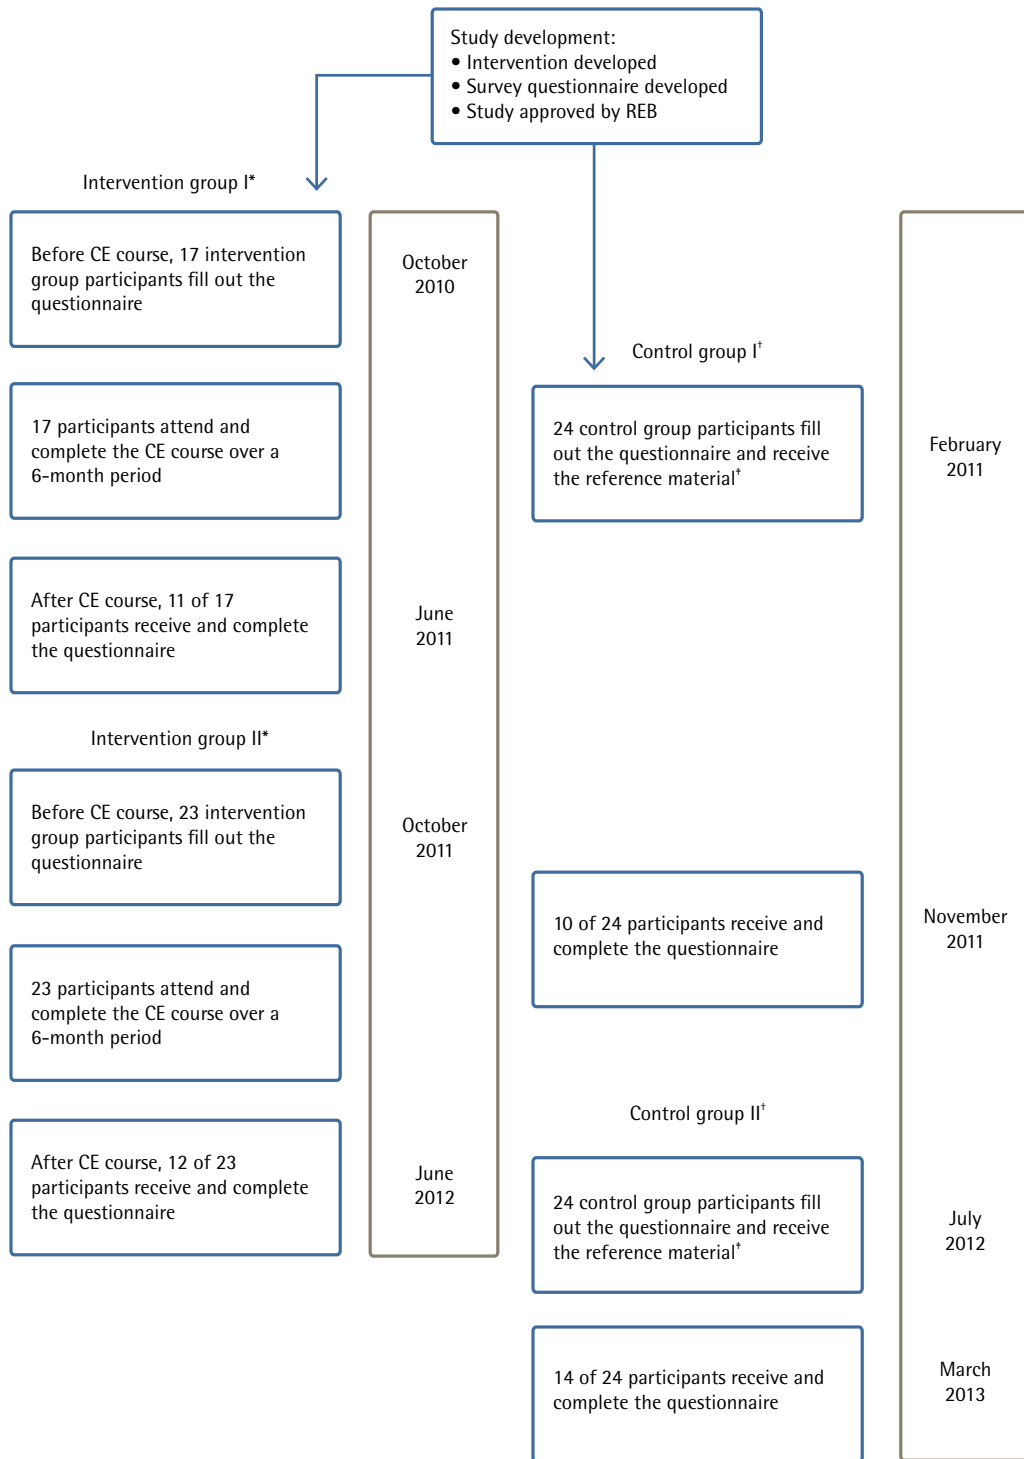 Study development:
• Intervention developed
• Survey questionnaire developed
• Study approved by REB
Intervention group I*
Before CE course, 17 intervention
group participants fill out the
questionnaire
October
2010
Control group I†
17 participants attend and
complete the CE course over a
6-month period
24 control group participants fill
out the questionnaire and receive
the reference material‡
February
2011
After CE course, 11 of 17
participants receive and complete
the questionnaire
June
2011
Intervention group II*
Before CE course, 23 intervention
group participants fill out the
questionnaire
October
2011
10 of 24 participants receive and
complete the questionnaire
November
2011
23 participants attend and
complete the CE course over a
6-month period
Control group II†
After CE course, 12 of 23
participants receive and complete
the questionnaire
June
2012
24 control group participants fill
out the questionnaire and receive
the reference material‡
July
2012
14 of 24 participants receive and
complete the questionnaire
March
2013